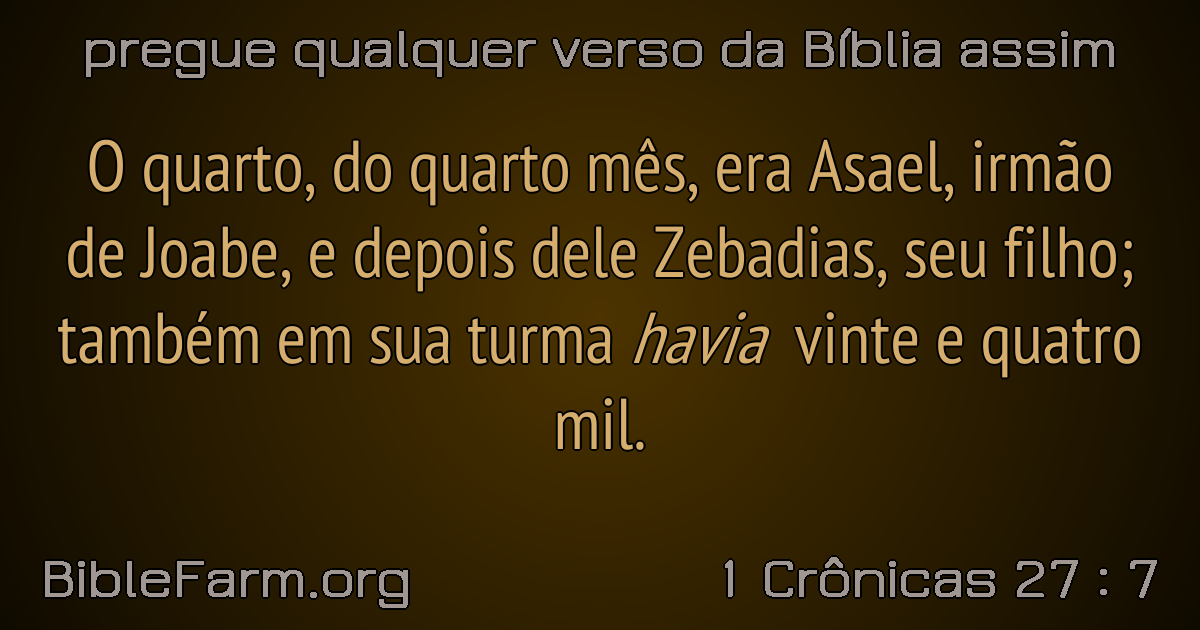 pregue qualquer verso da Bíblia assim
O quarto, do quarto mês, era Asael, irmão
de Joabe, e depois dele Zebadias, seu filho;
também em sua turma havia vinte e quatro
mil.
BibleFarm.org
1 Crônicas 27 : 7